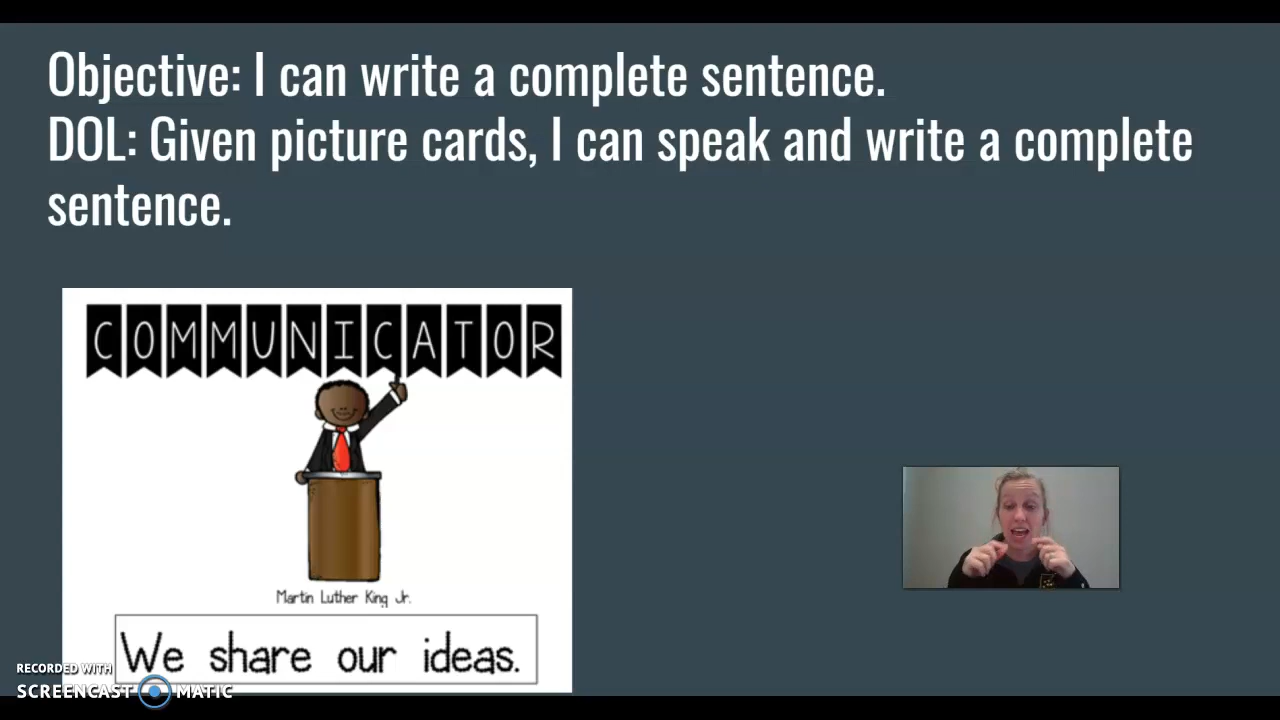 Objective: I can write a complete sentence.
DOL: Given picture cards, I can speak and write a complete
sentence.
COMMUNICATOR
Martin Luther King Jr.
We share our ideas.
RECORDED WITH
SCREENCAST MATIC